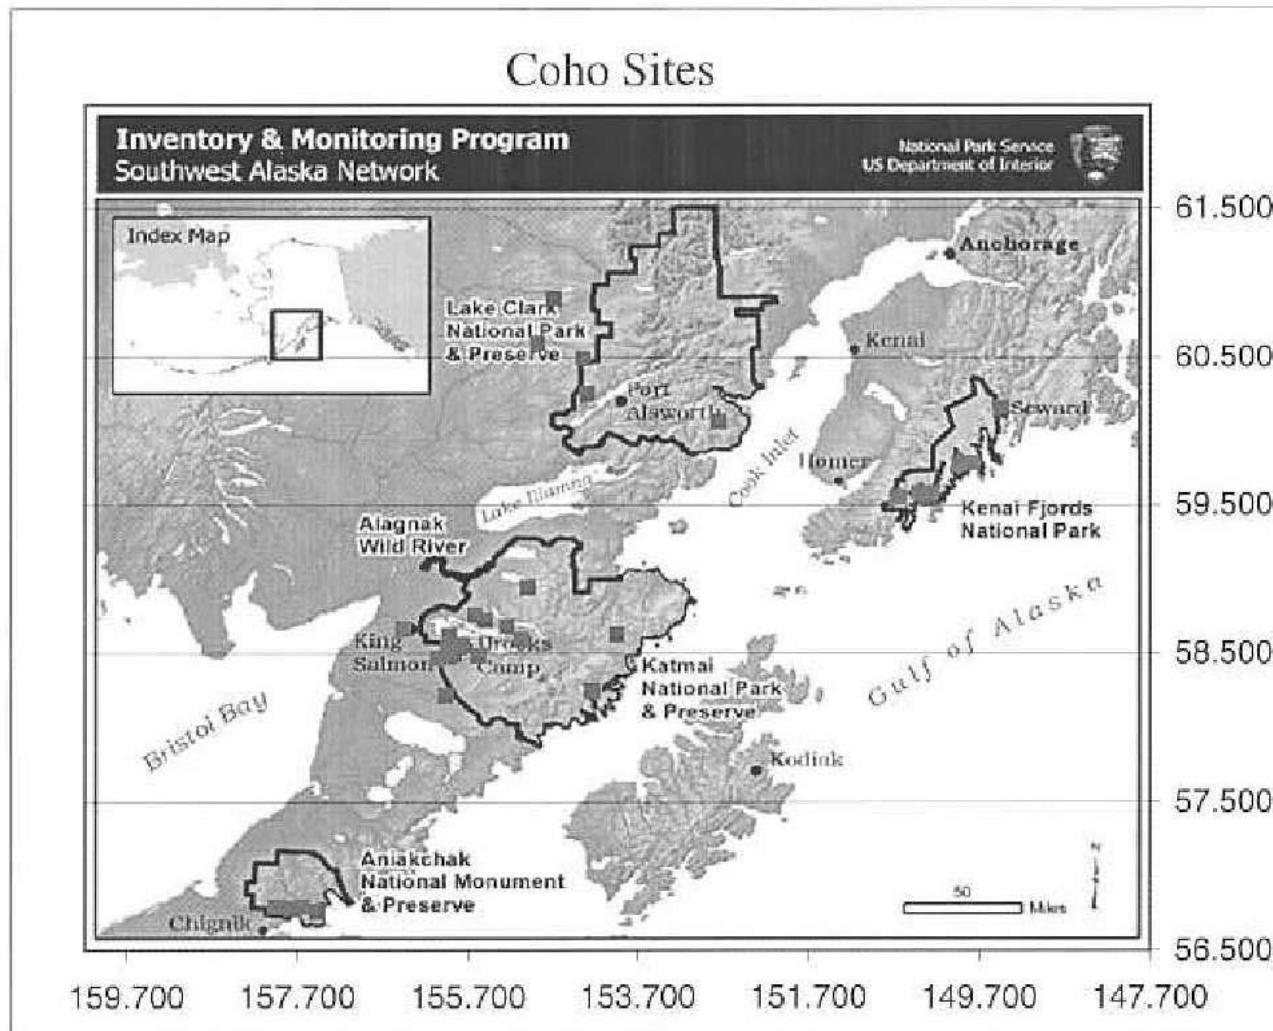 Coho Sites
Inventory & Monitoring Program
Southwest Alaska Network
National Park Service
US Department of Interior
Index Map
Anchorage
Lake Clark
National Park
& Preserve
Kenai
Port
Alsworth
Seward
Cook Inlet
Homer
Lake Iliamna
Kenai Fjords
National Park
Alagnak
Wild River
King
Salmon
Brooks
Camp
Katmai
National Park
& Preserve
Gulf of Alaska
Bristol Bay
Kodiak
Aniakchak
National Monument
& Preserve
Chignik
50
Miles
N
61.500
60.500
59.500
58.500
57.500
56.500
159.700 157.700 155.700 153.700 151.700 149.700 147.700